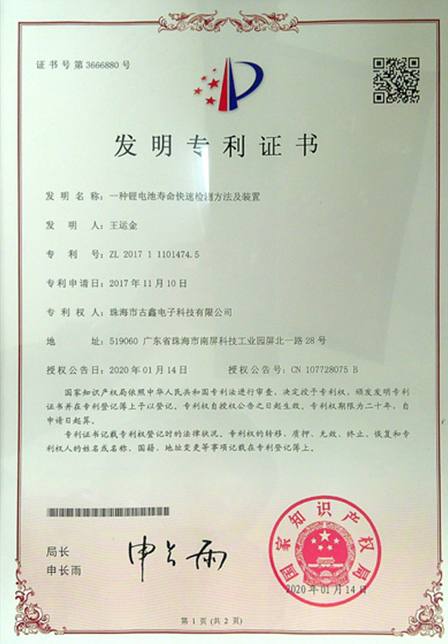 证书号第3666880号
发明专利证书
发明名称：一种锂电池寿命快速检测方法及装置
发明人：王运金
专利号：ZL 2017 1 1101474.5
专利申请日：2017年11月10日
专利权人：珠海市古鑫电子科技有限公司
地址：519060 广东省珠海市南屏科技工业园屏北一路28号
授权公告日：2020年01月14日 授权公告号：CN 107728075 B
国家知识产权局依照中华人民共和国专利法进行审查，决定授予专利权，颁发发明专利
证书并在专利登记簿上予以登记。专利权自授权公告之日起生效。专利权期限为二十年，自
申请日起算。
专利证书记载专利权登记时的法律状况。专利权的转移、质押、无效、终止、恢复和专
利权人的姓名或名称、国籍、地址变更等事项记载在专利登记簿上。
局长
申长雨
申长雨
国家知识产权局
2020年01月14日
第1页(共2页)